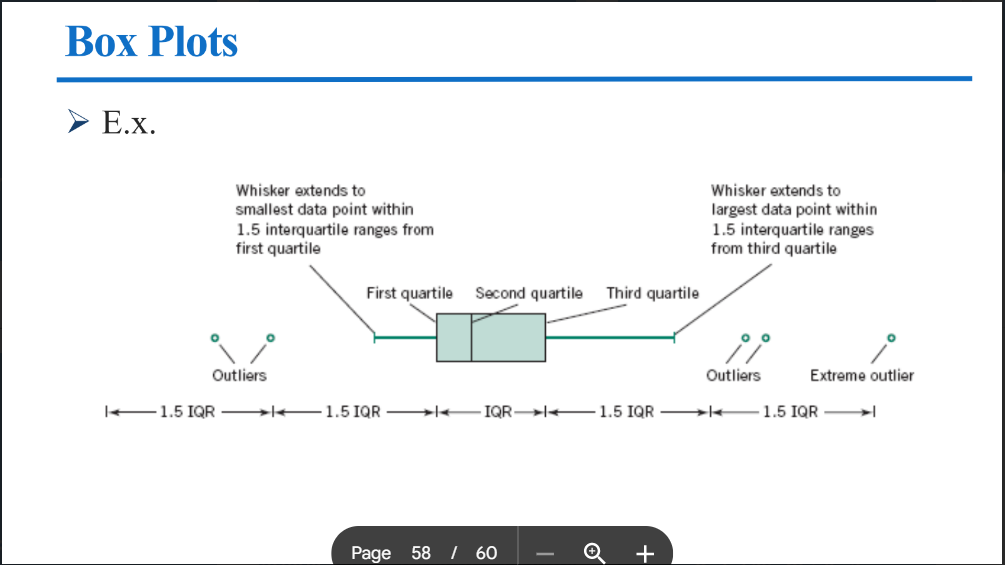 Box Plots
E.x.
Whisker extends to
smallest data point within
1.5 interquartile ranges from
first quartile
Whisker extends to
largest data point within
1.5 interquartile ranges
from third quartile
First quartile Second quartile Third quartile
Outliers Outliers Extreme outlier
1.5 IQR 1.5 IQR IQR 1.5 IQR 1.5 IQR
Page 58 / 60